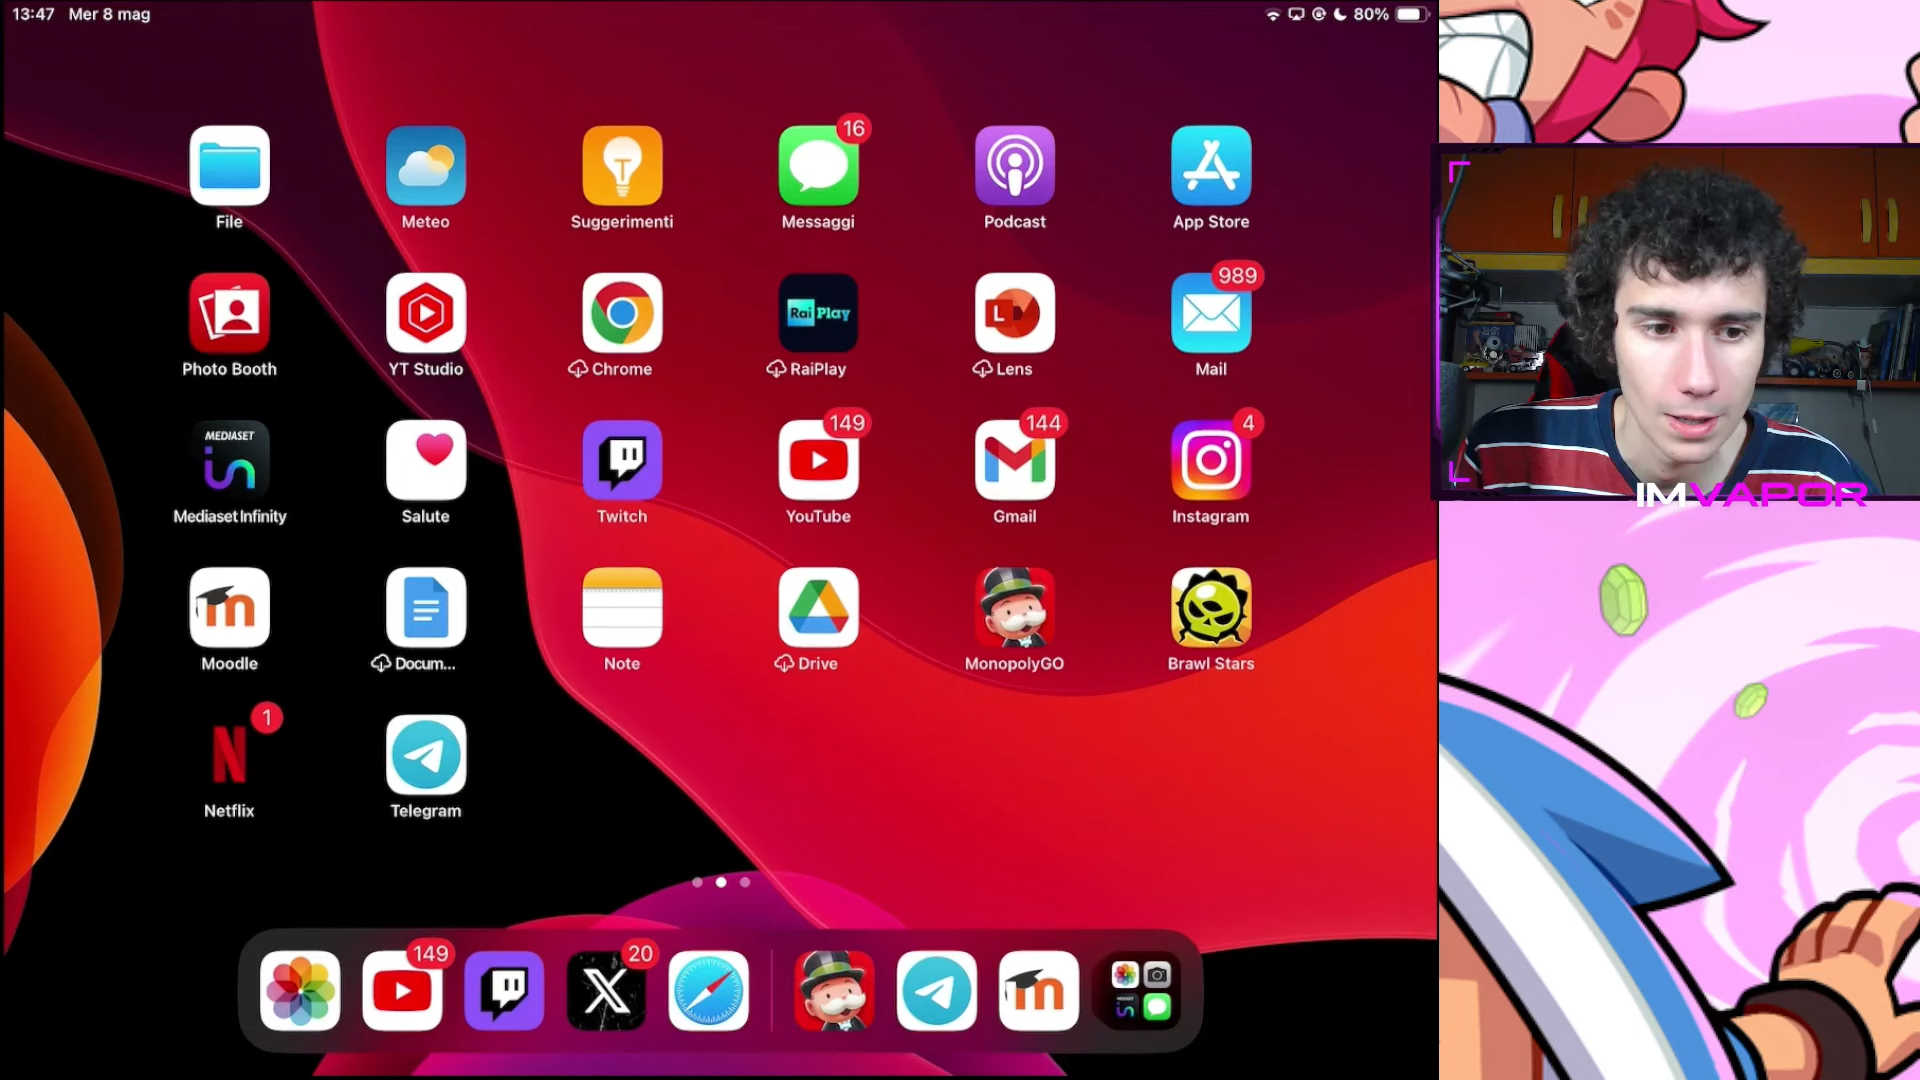 13:47 Mer 8 mag
80%
16
File
Meteo
Suggerimenti
Messaggi
Podcast
App Store
Rai Play
L
989
Photo Booth
YT Studio
Chrome
RaiPlay
Lens
Mail
MEDIASET
in
149
144
4
Mediaset Infinity
Salute
Twitch
YouTube
Gmail
Instagram
m
Moodle
Docum...
Note
Drive
MonopolyGO
Brawl Stars
N
1
Netflix
Telegram
149
20
X
m
IMVAPOR